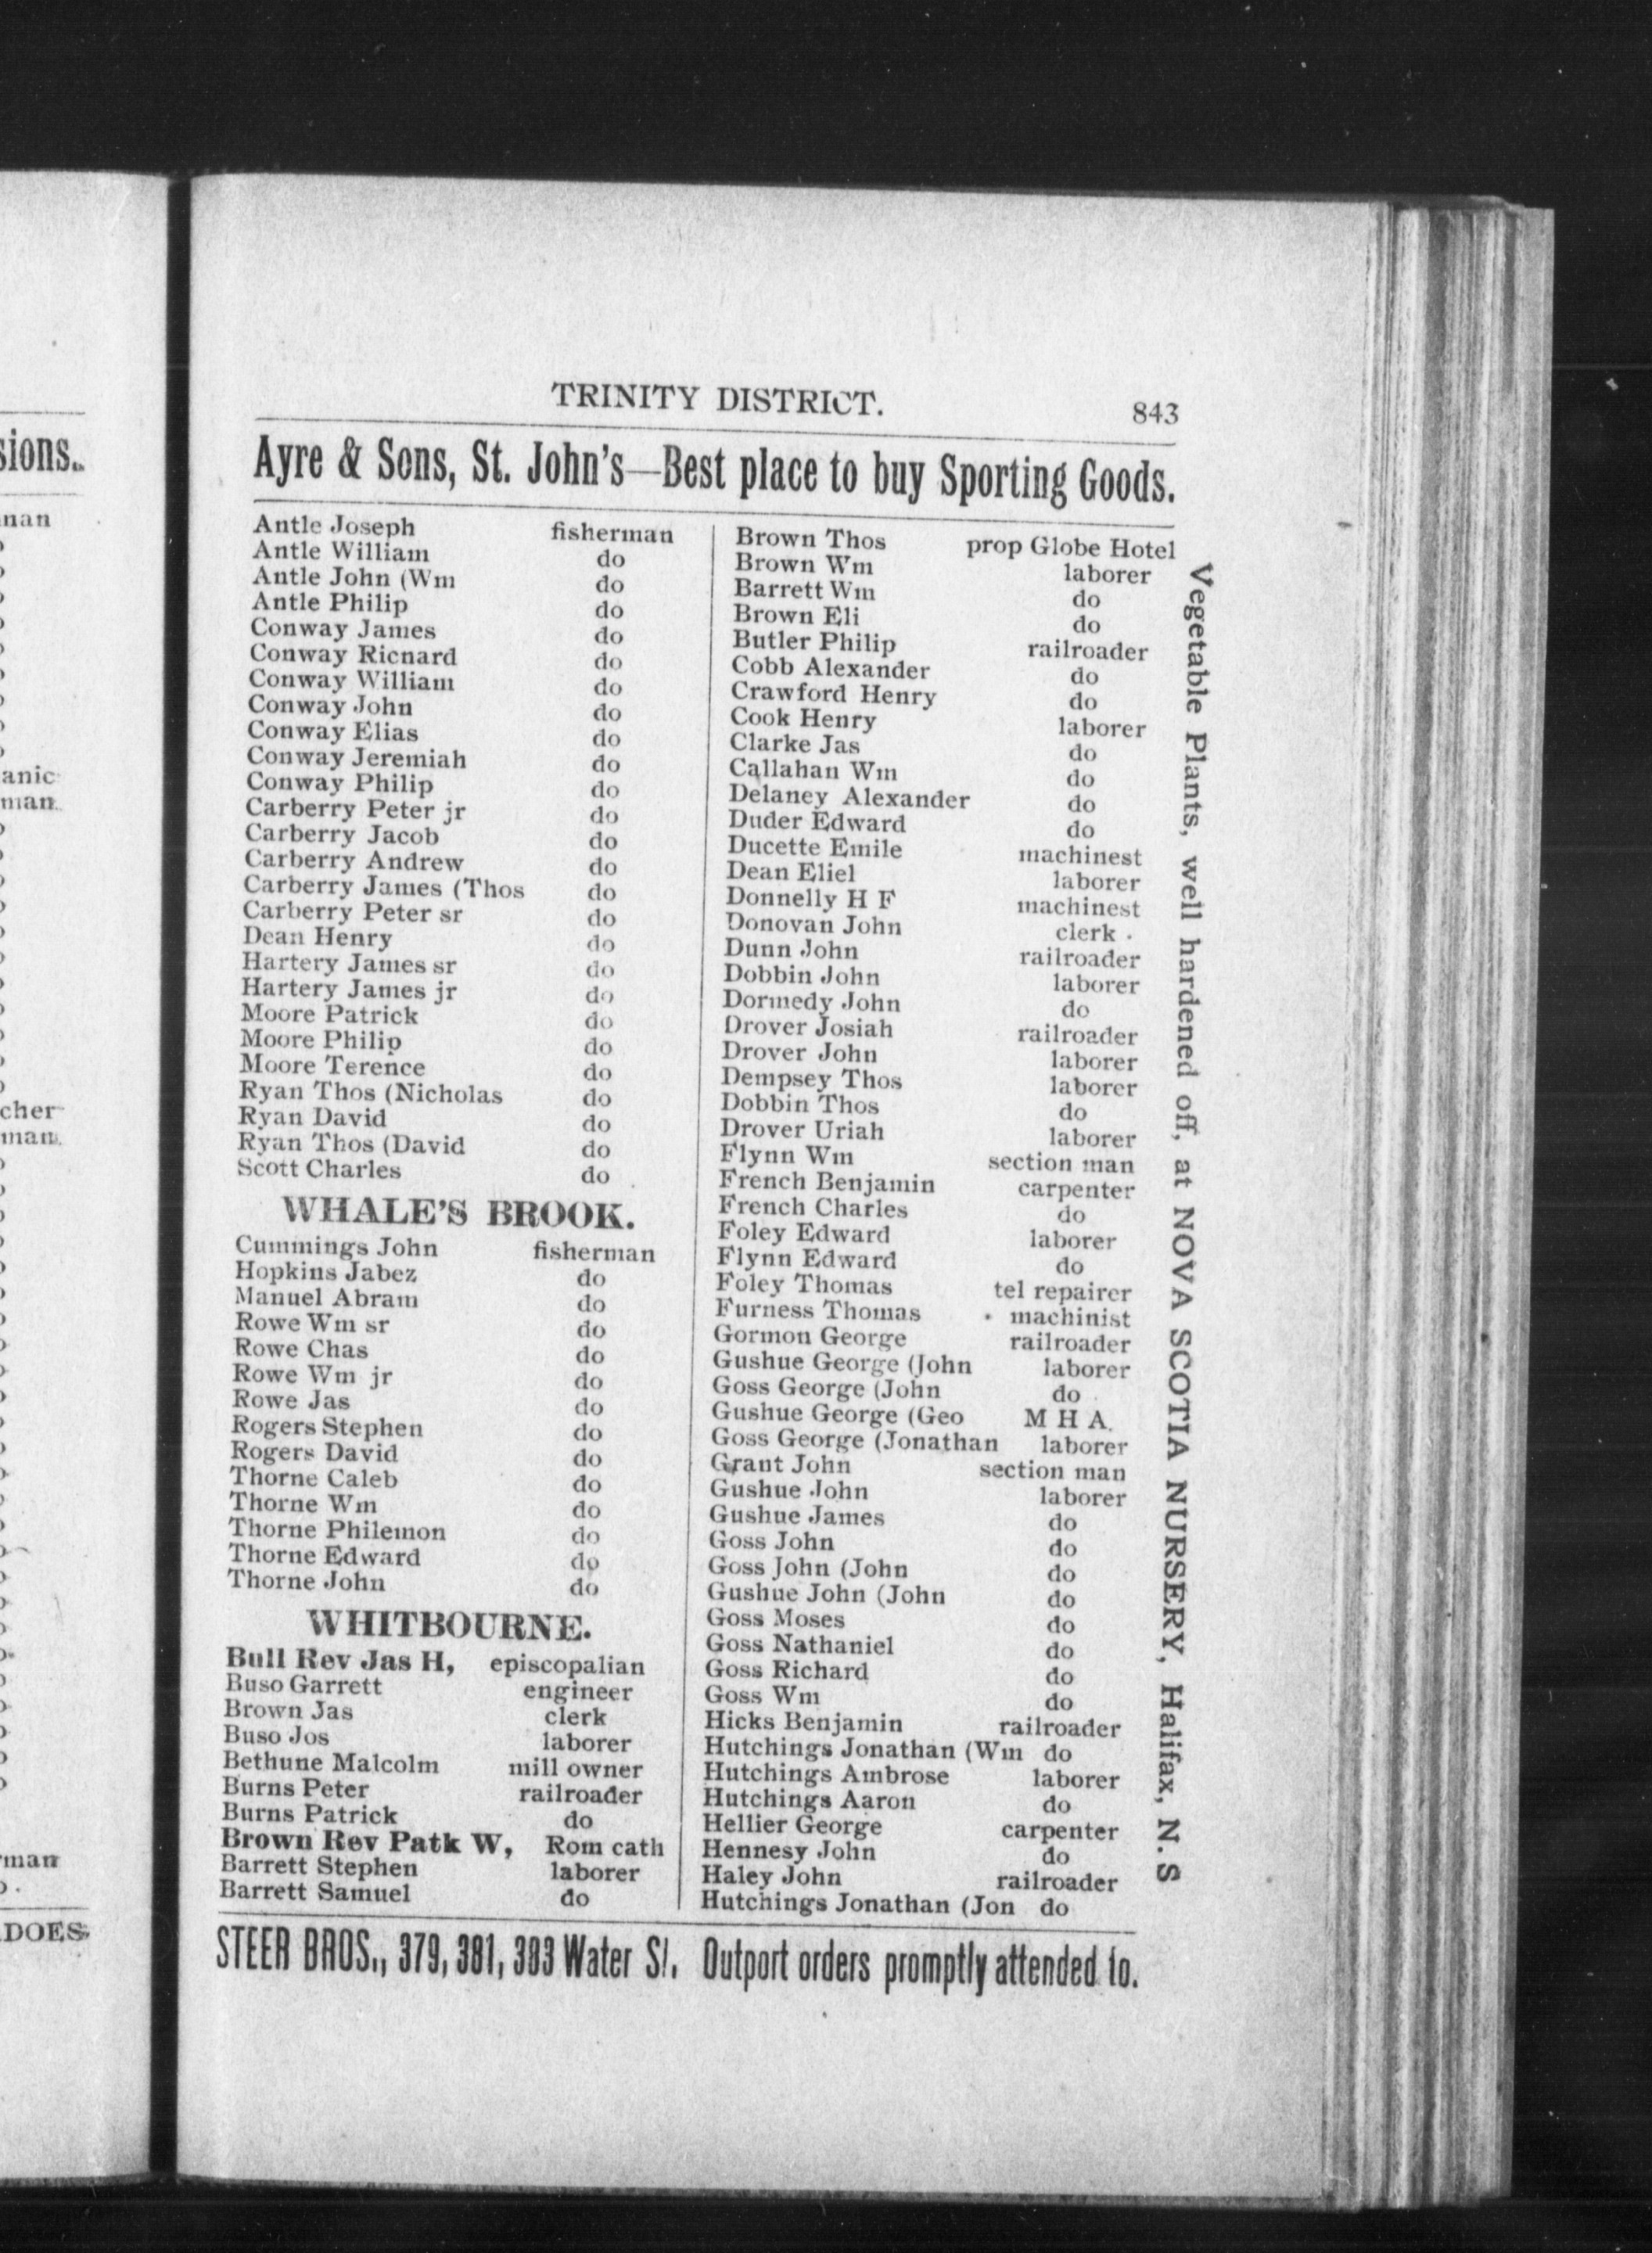 sions.
nan
anic
man.
cher
man.
man
DOES
TRINITY DISTRICT. 843
Ayre & Sons, St. John's—Best place to buy Sporting Goods.
Antle Joseph fisherman
Antle William do
Antle John (Wm do
Antle Philip do
Conway James do
Conway Ricnard do
Conway William do
Conway John do
Conway Elias do
Conway Jeremiah do
Conway Philip do
Carberry Peter jr do
Carberry Jacob do
Carberry Andrew do
Carberry James (Thos do
Carberry Peter sr do
Dean Henry do
Hartery James sr do
Hartery James jr do
Moore Patrick do
Moore Philip do
Moore Terence do
Ryan Thos (Nicholas do
Ryan David do
Ryan Thos (David do
Scott Charles do
WHALE'S BROOK.
Cummings John fisherman
Hopkins Jabez do
Manuel Abram do
Rowe Wm sr do
Rowe Chas do
Rowe Wm jr do
Rowe Jas do
Rogers Stephen do
Rogers David do
Thorne Caleb do
Thorne Wm do
Thorne Philemon do
Thorne Edward do
Thorne John do
WHITBOURNE.
Bull Rev Jas H, episcopalian
Buso Garrett engineer
Brown Jas clerk
Buso Jos laborer
Bethune Malcolm mill owner
Burns Peter railroader
Burns Patrick do
Brown Rev Patk W, Rom cath
Barrett Stephen laborer
Barrett Samuel do
Brown Thos prop Globe Hotel
Brown Wm laborer
Barrett Wm do
Brown Eli do
Butler Philip railroader
Cobb Alexander do
Crawford Henry do
Cook Henry laborer
Clarke Jas do
Callahan Wm do
Delaney Alexander do
Duder Edward do
Ducette Emile machinest
Dean Eliel laborer
Donnelly H F machinest
Donovan John clerk
Dunn John railroader
Dobbin John laborer
Dormedy John do
Drover Josiah railroader
Drover John laborer
Dempsey Thos laborer
Dobbin Thos do
Drover Uriah laborer
Flynn Wm section man
French Benjamin carpenter
French Charles do
Foley Edward laborer
Flynn Edward do
Foley Thomas tel repairer
Furness Thomas machinist
Gormon George railroader
Gushue George (John laborer
Goss George (John do
Gushue George (Geo M H A.
Goss George (Jonathan laborer
Grant John section man
Gushue John laborer
Gushue James do
Goss John do
Goss John (John do
Gushue John (John do
Goss Moses do
Goss Nathaniel do
Goss Richard do
Goss Wm do
Hicks Benjamin railroader
Hutchings Jonathan (Wm do
Hutchings Ambrose laborer
Hutchings Aaron do
Hellier George carpenter
Hennesy John do
Haley John railroader
Hutchings Jonathan (Jon do
Vegetable Plants, well hardened off, at NOVA SCOTIA NURSERY, Halifax, N. S
STEER BROS., 379, 381, 383 Water St. Outport orders promptly attended to.